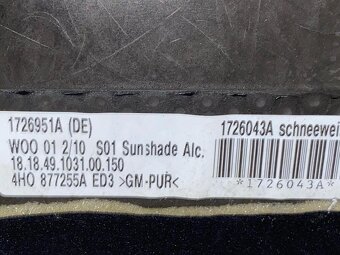 1726951A (DE)
WOO 01 2/10 S01 Sunshade Alc.
18.18.49.1031.00.150
4HO 877255A ED3 >GM-PUR<
1726043A schneewei
*1726043A*